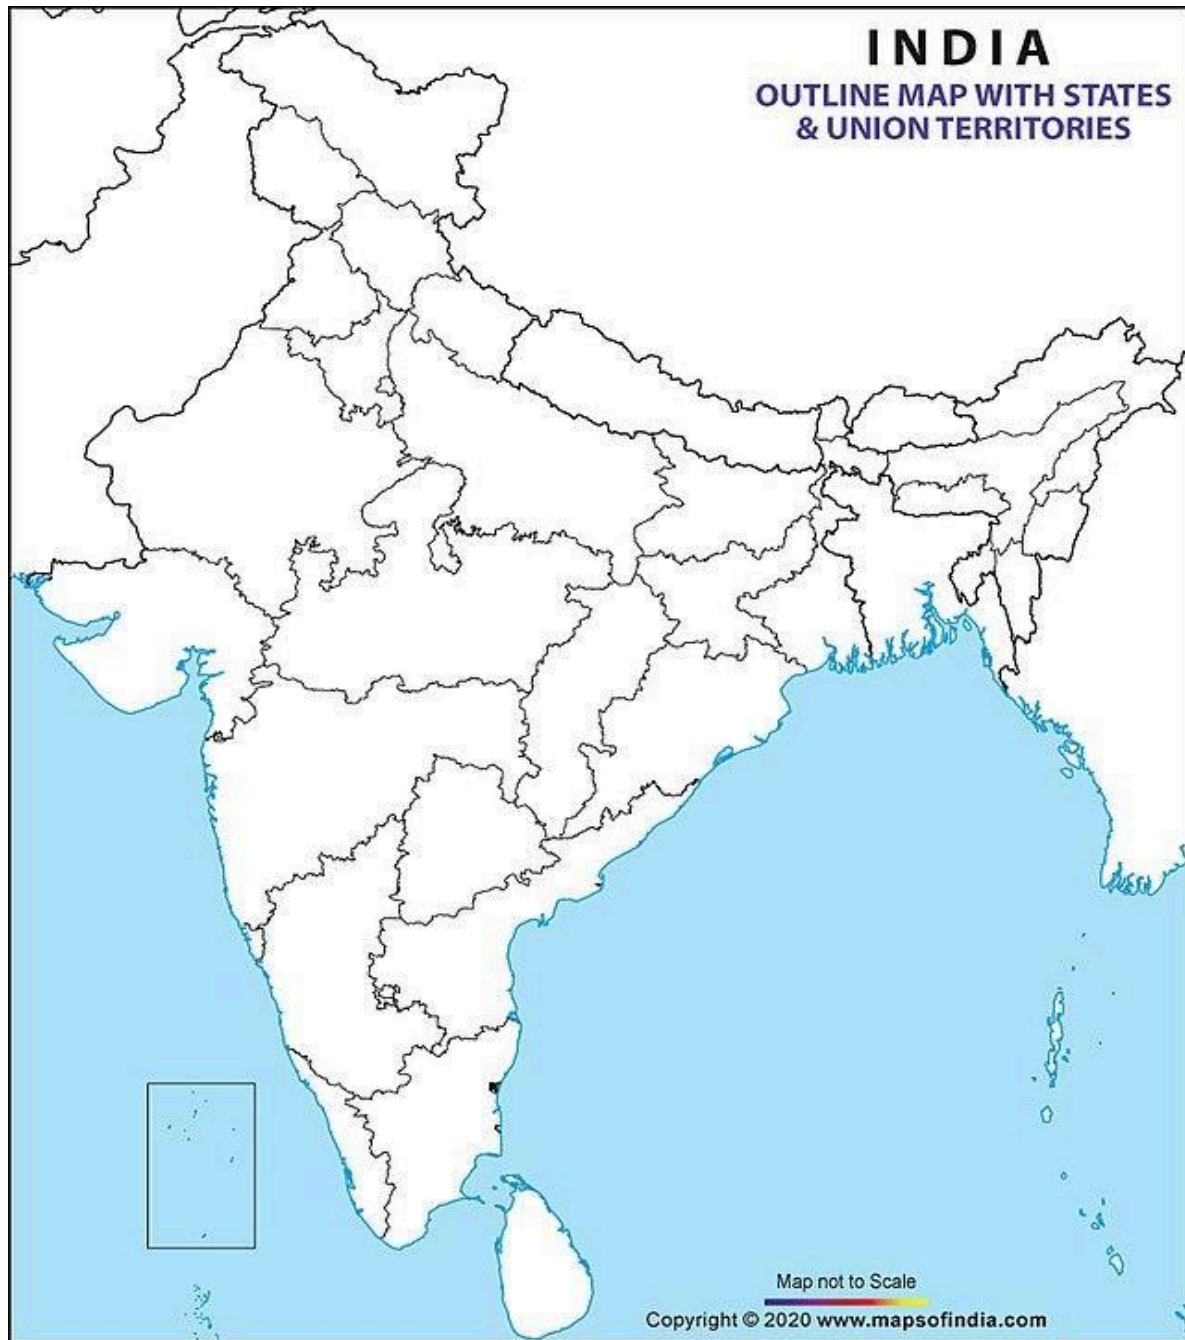 INDIA
OUTLINE MAP WITH STATES
& UNION TERRITORIES
Map not to Scale
Copyright © 2020 www.mapsofindia.com